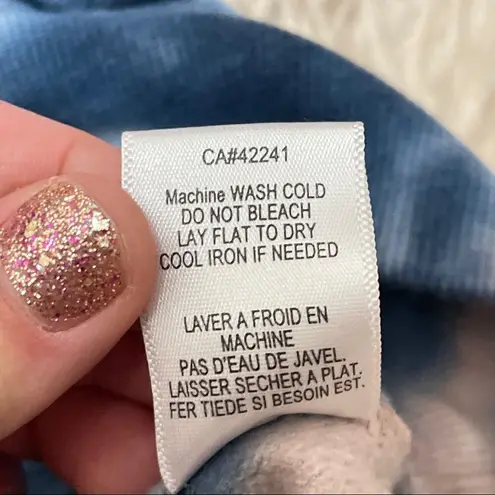 CA#42241
Machine WASH COLD
DO NOT BLEACH
LAY FLAT TO DRY
COOL IRON IF NEEDED
LAVER A FROID EN
MACHINE
PAS D'EAU DE JAVEL.
LAISSER SECHER A PLAT.
FER TIEDE SI BESOIN EST.